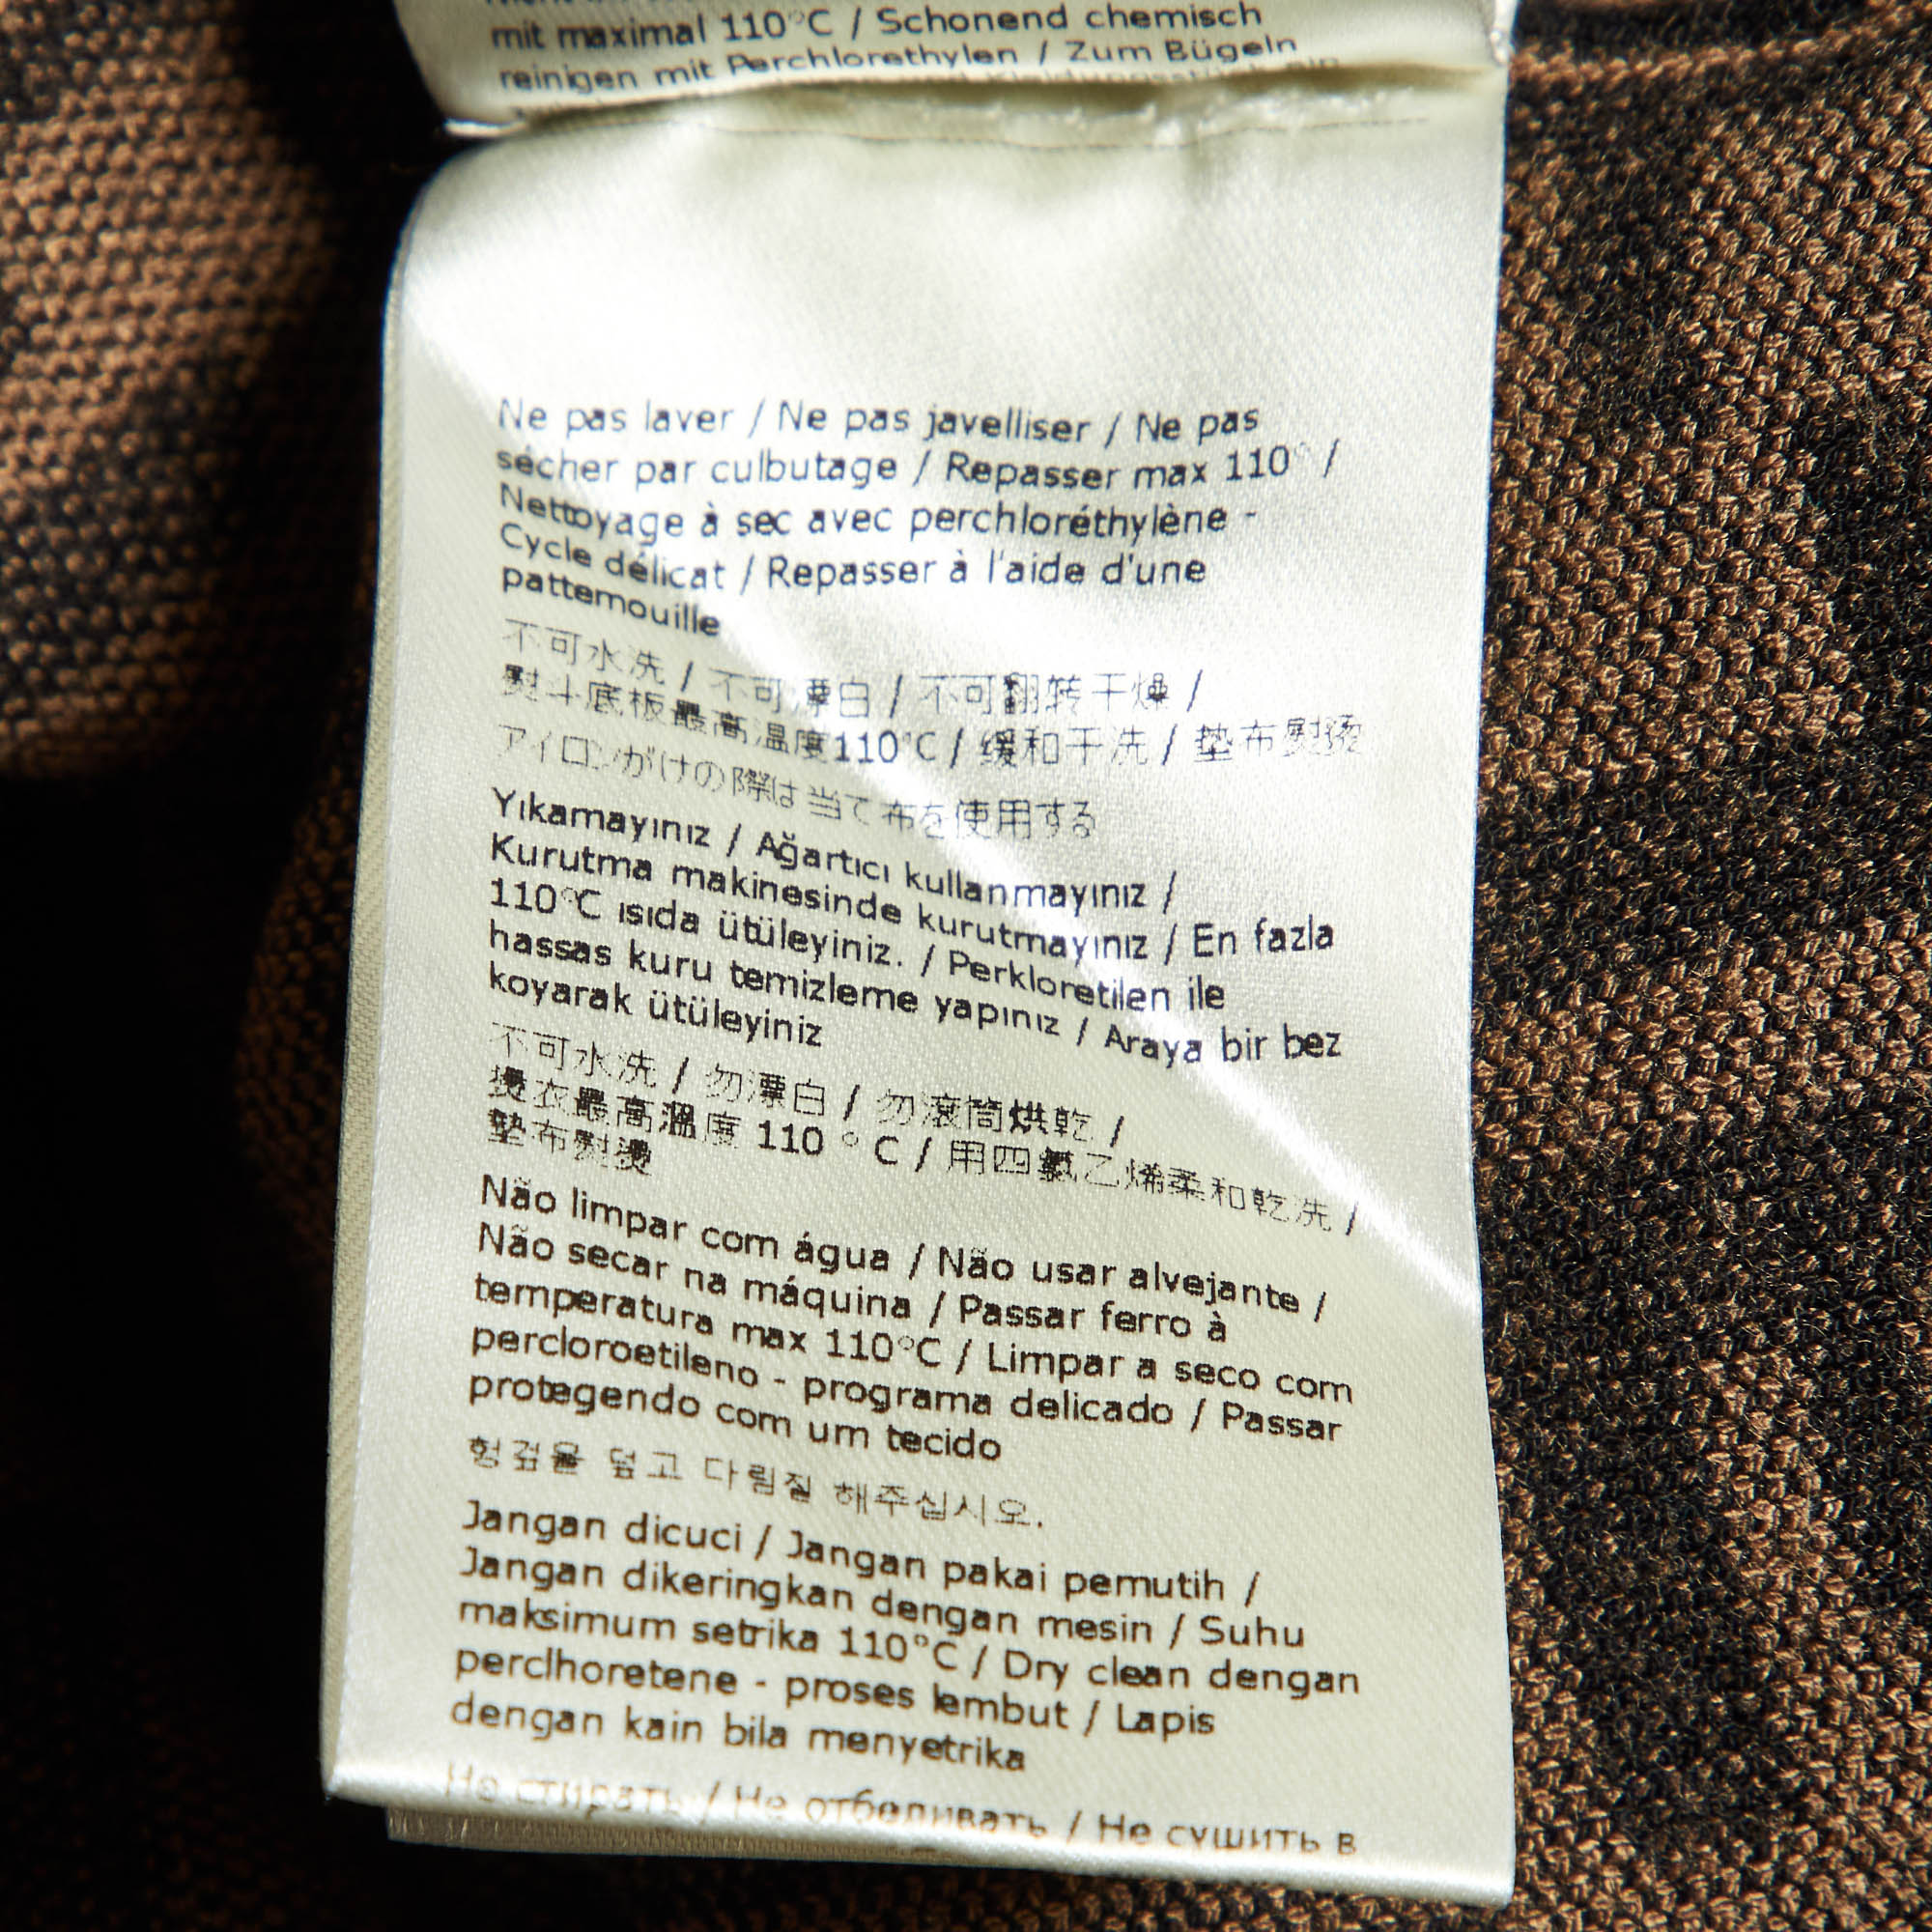 mit maximal 110°C / Schonend chemisch
reinigen mit Perchlorethylen / Zum Bügeln
Ne pas laver / Ne pas javelliser / Ne pas
sécher par culbutage / Repasser max 110° /
Nettoyage à sec avec perchloréthylène -
Cycle délicat / Repasser à l'aide d'une
pattemouille
不可水洗 / 不可漂白 / 不可翻转干燥 /
熨斗底板最高温度110°C / 缓和干洗 / 垫布熨烫
アイロンがけの際は当て布を使用する
Yıkamayınız / Ağartıcı kullanmayınız /
Kurutma makinesinde kurutmayınız / En fazla
110°C ısıda ütüleyiniz. / Perkloretilen ile
hassas kuru temizleme yapınız / Araya bir bez
koyarak ütüleyiniz
不可水洗 / 勿漂白 / 勿滾筒烘乾 /
燙衣最高溫度 110 ° C / 用四氯乙烯柔和乾洗 /
墊布熨燙
Não limpar com água / Não usar alvejante /
Não secar na máquina / Passar ferro à
temperatura max 110°C / Limpar a seco com
percloroetileno - programa delicado / Passar
protegendo com um tecido
헝겊을 덮고 다림질 해주십시오.
Jangan dicuci / Jangan pakai pemutih /
Jangan dikeringkan dengan mesin / Suhu
maksimum setrika 110°C / Dry clean dengan
perclhoretene - proses lembut / Lapis
dengan kain bila menyetrika
Не стирать / Не отбеливать / Не сушить в